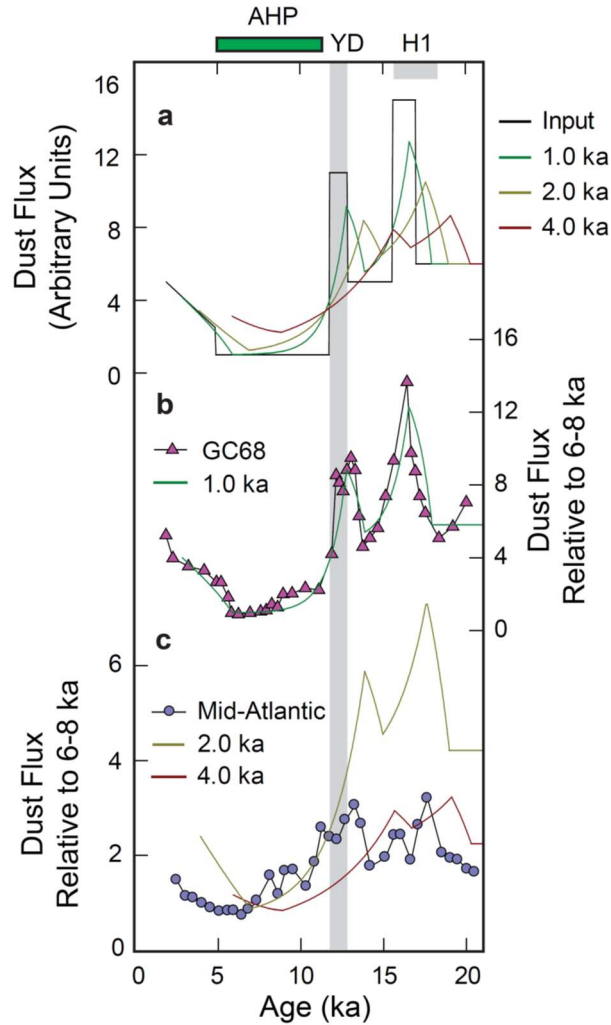 AHP
YD
H1
a
16
12
8
4
0
Dust Flux
(Arbitrary Units)
Input
1.0 ka
2.0 ka
4.0 ka
b
GC68
1.0 ka
16
12
8
4
0
Dust Flux
Relative to 6-8 ka
c
Mid-Atlantic
2.0 ka
4.0 ka
6
4
2
0
Dust Flux
Relative to 6-8 ka
0 5 10 15 20
Age (ka)